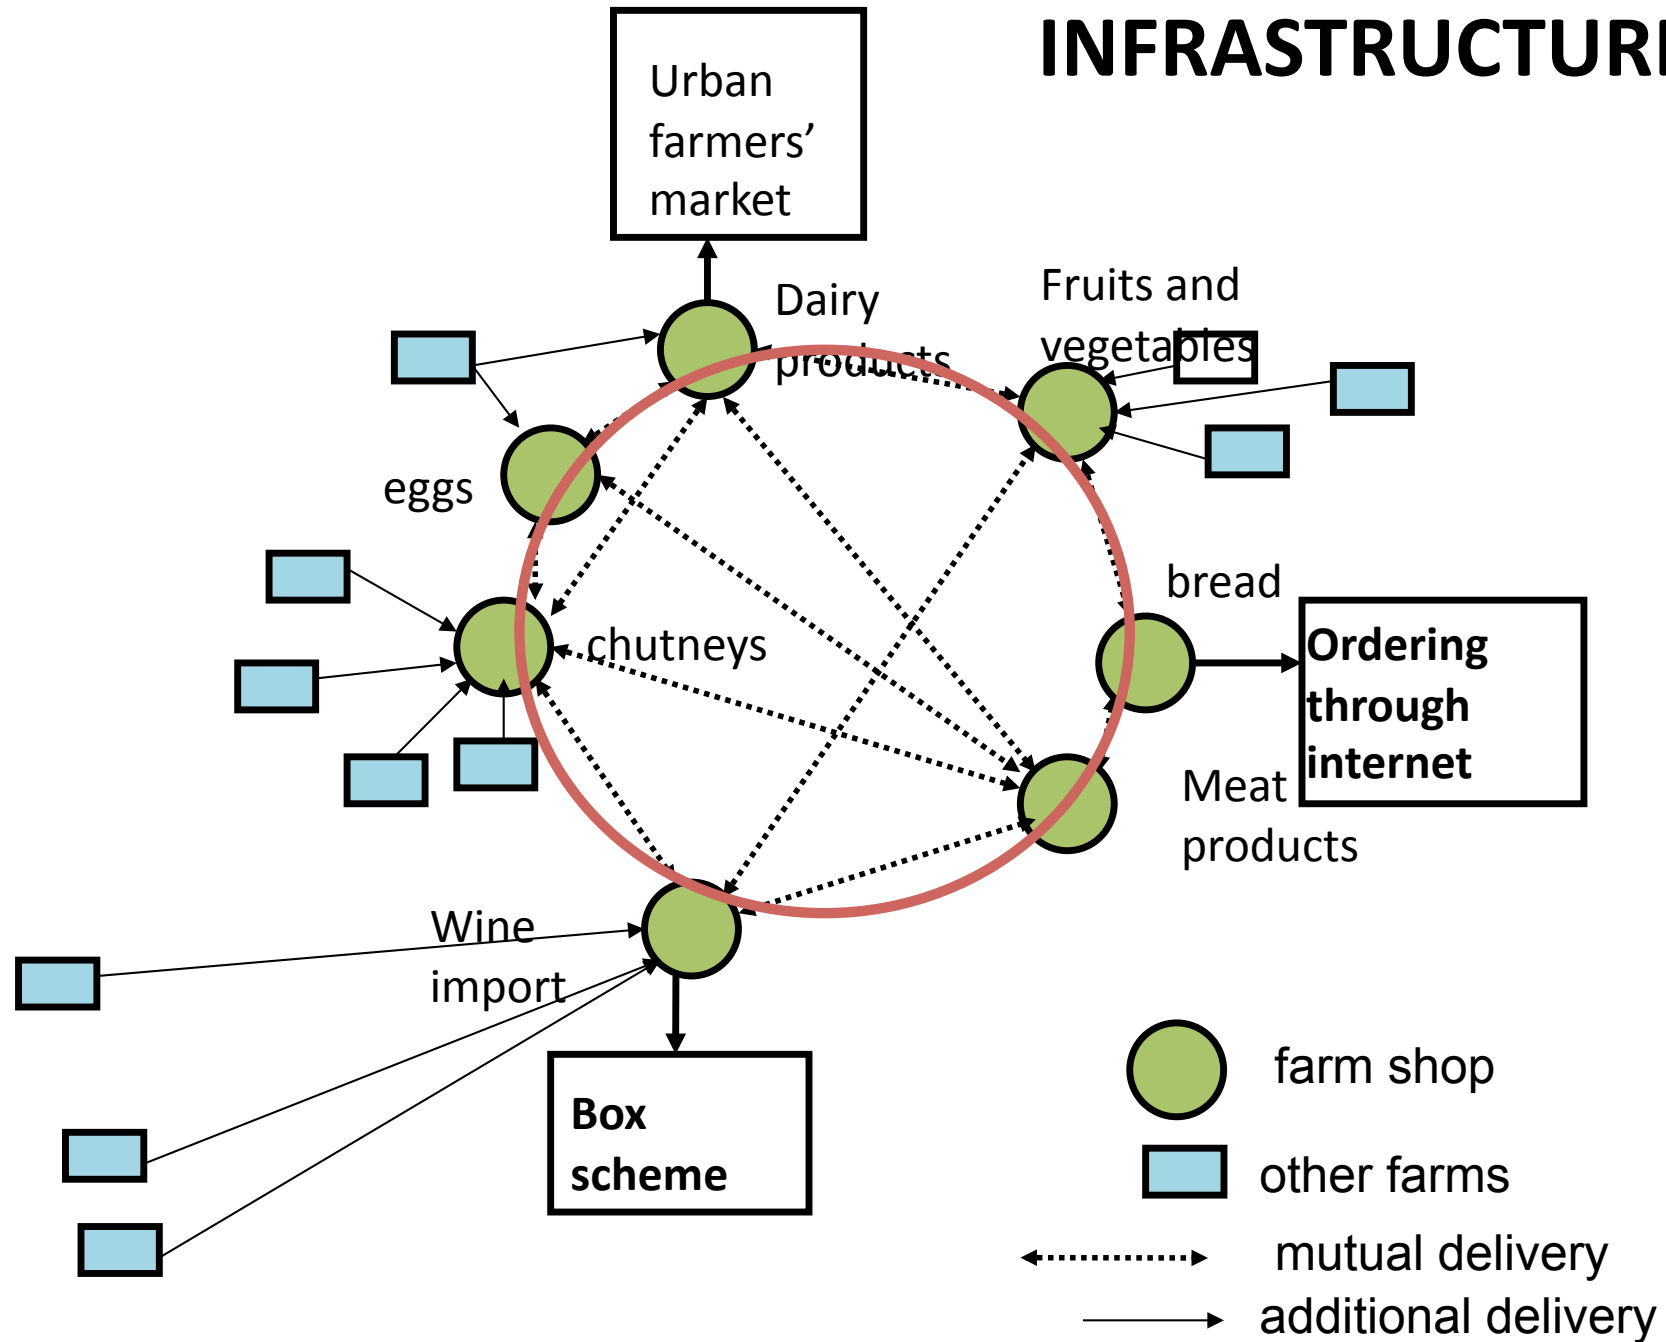 INFRASTRUCTURE
Urban
farmers’
market
Dairy
products
Fruits and
vegetables
eggs
bread
chutneys
Ordering
through
internet
Meat
products
Wine
import
Box
scheme
farm shop
other farms
mutual delivery
additional delivery